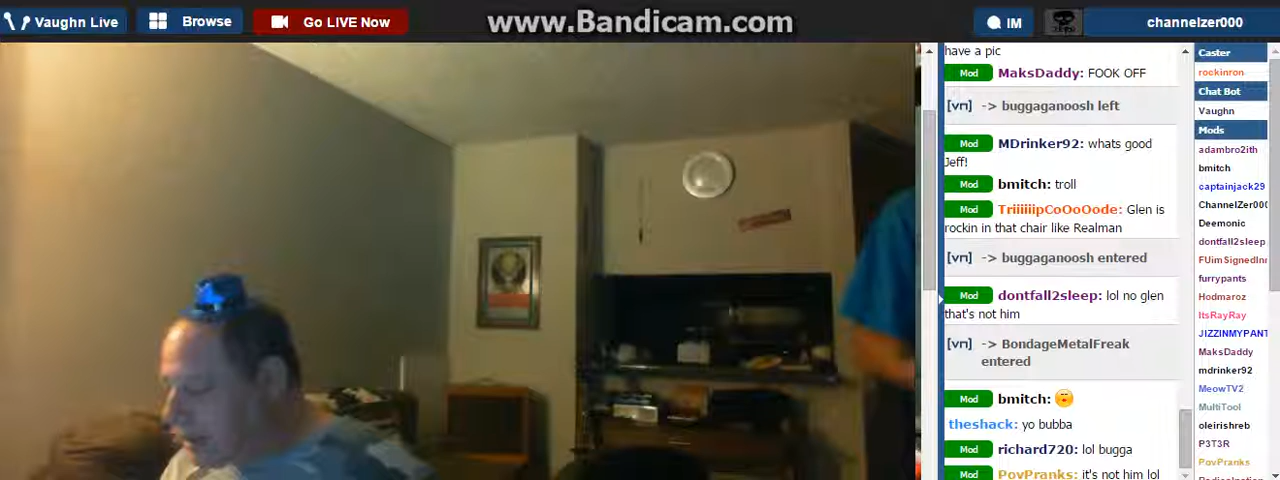 Vaughn Live
Browse
Go LIVE Now
www.Bandicam.com
IM
channelzer000
have a pic
Mod MaksDaddy: FOOK OFF
[vn] -> buggaganoosh left
Mod MDrinker92: whats good
Jeff!
Mod bmitch: troll
Mod TriiiiiipCoOoOode: Glen is
rockin in that chair like Realman
[vn] -> buggaganoosh entered
Mod dontfall2sleep: lol no glen
that's not him
[vn] -> BondageMetalFreak
entered
Mod bmitch:
theshack: yo bubba
Mod richard720: lol bugga
Mod PovPranks: it's not him lol
Caster
rockinron
Chat Bot
Vaughn
Mods
adambro2ith
bmitch
captainjack29
ChannelZer000
Deemonic
dontfall2sleep
FUimSignedIn
furrypants
Hodmaroz
ItsRayRay
JIZZINMYPANT
MaksDaddy
mdrinker92
MeowTV2
MultiTool
oleirishreb
P3T3R
PovPranks